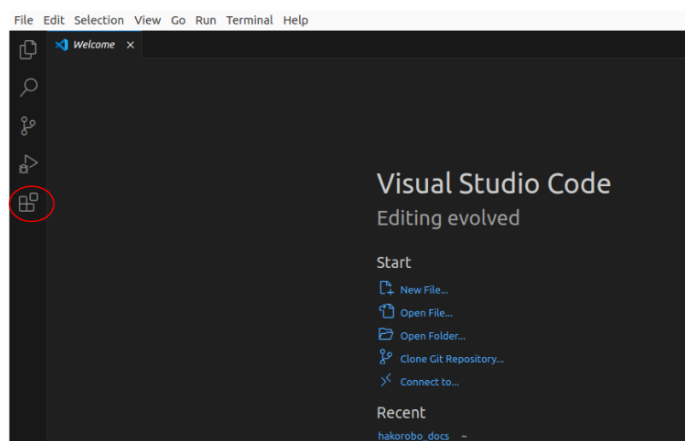 File Edit Selection View Go Run Terminal Help
Welcome
Visual Studio Code
Editing evolved
Start
New File...
Open File...
Open Folder...
Clone Git Repository...
Connect to...
Recent
hakorobo_docs ~